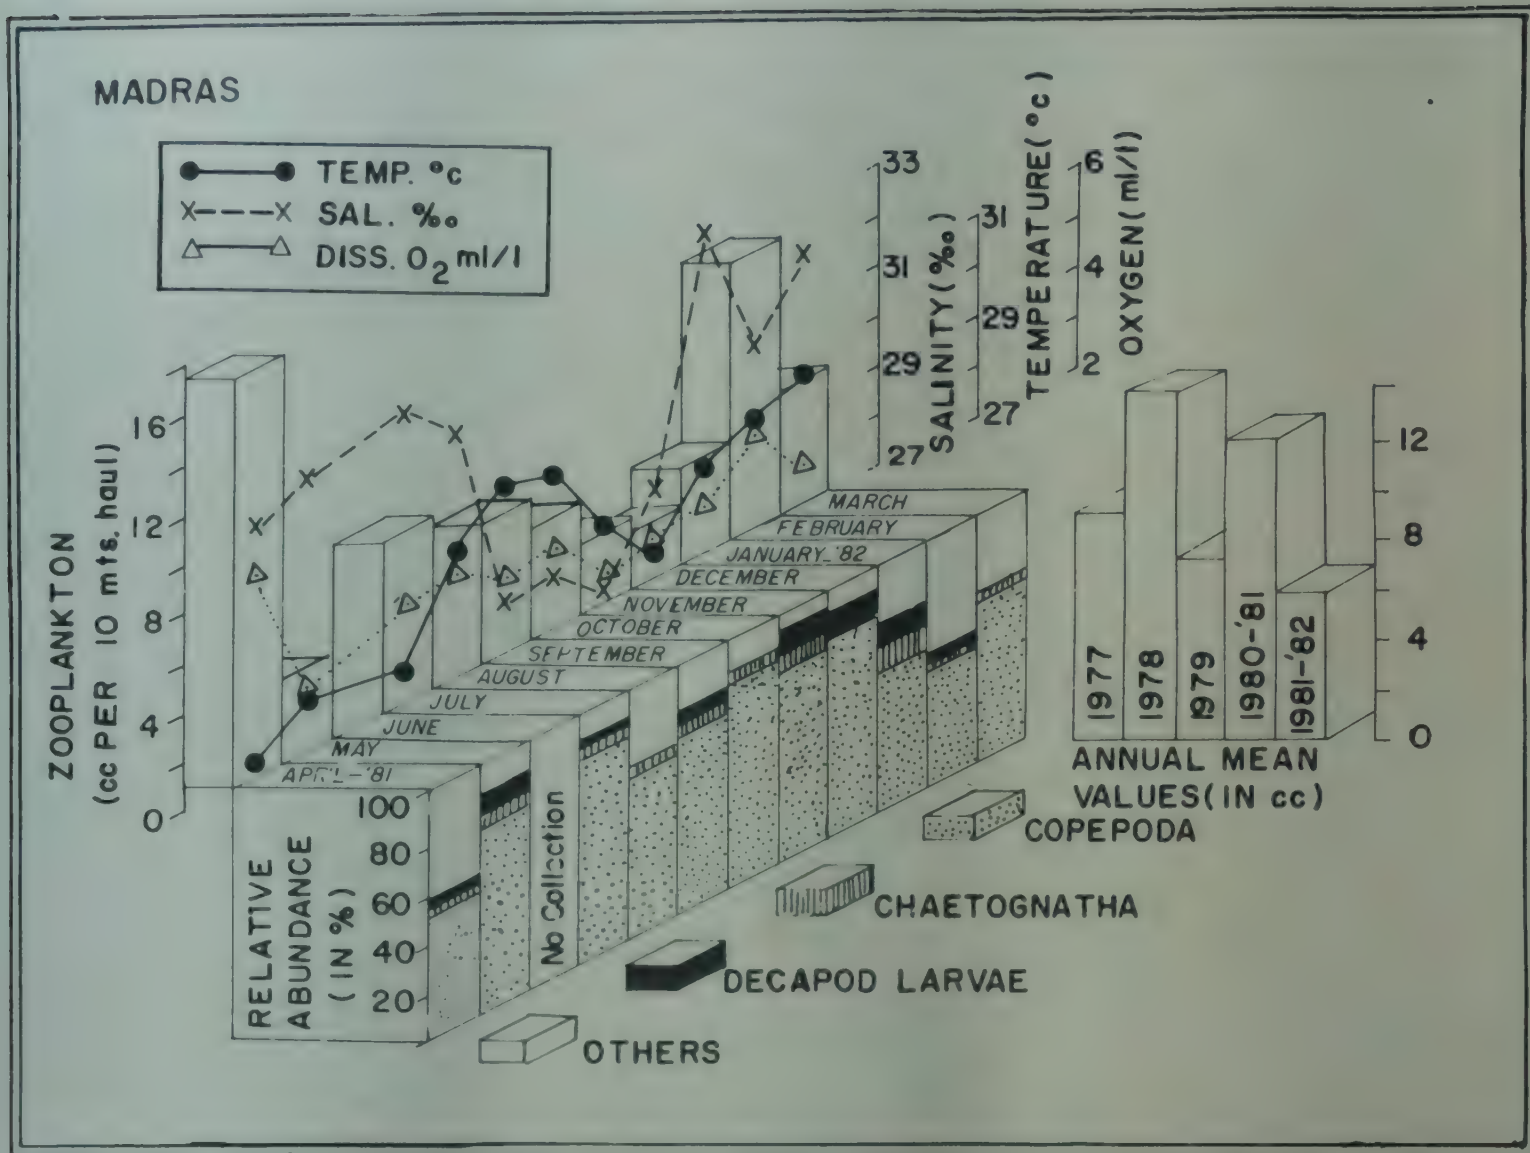 MADRAS
TEMP. °c
SAL. ‰
DISS. O₂ ml/l
33
31
29
27
SALINITY (‰)
31
29
27
TEMPERATURE (°c)
6
4
2
OXYGEN (ml/l)
16
12
8
4
0
ZOOPLANKTON
(cc PER 10 mts. haul)
MARCH
FEBRUARY
JANUARY-'82
DECEMBER
NOVEMBER
OCTOBER
SEPTEMBER
AUGUST
JULY
JUNE
MAY
APRIL-'81
100
80
60
40
20
RELATIVE
ABUNDANCE
(IN %)
No Collection
12
8
4
0
1977
1978
1979
1980-'81
1981-'82
ANNUAL MEAN
VALUES (IN cc)
COPEPODA
CHAETOGNATHA
DECAPOD LARVAE
OTHERS